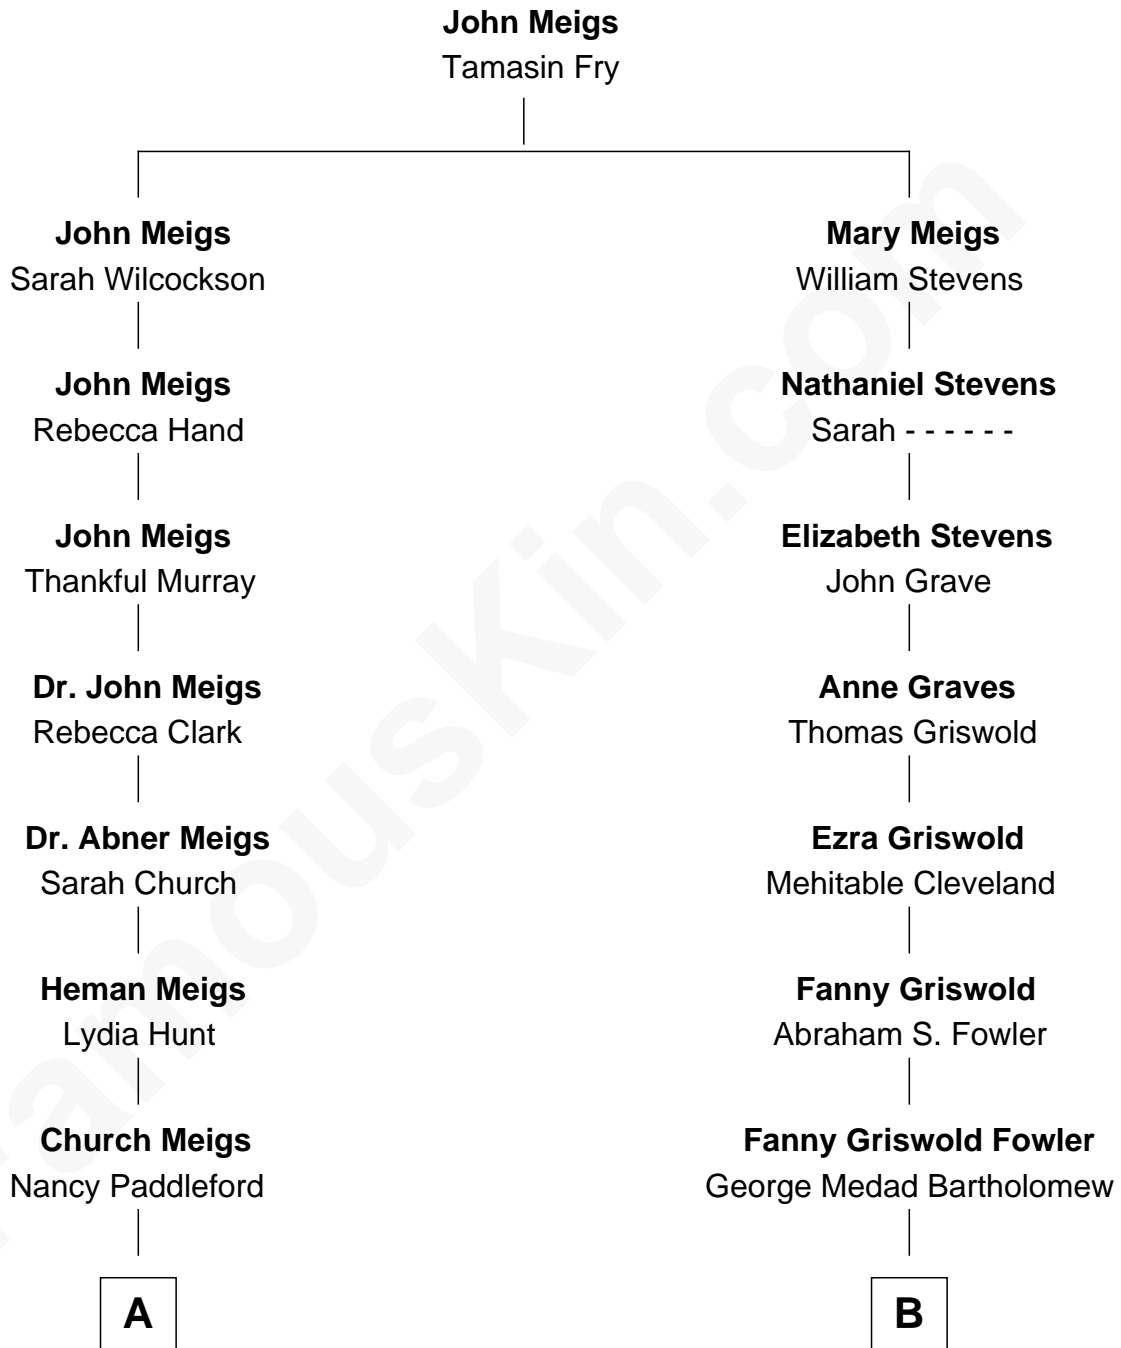 John Meigs
Tamasin Fry
John Meigs
Sarah Wilcockson
Mary Meigs
William Stevens
John Meigs
Rebecca Hand
Nathaniel Stevens
Sarah - - - - - -
John Meigs
Thankful Murray
Elizabeth Stevens
John Grave
Dr. John Meigs
Rebecca Clark
Anne Graves
Thomas Griswold
Dr. Abner Meigs
Sarah Church
Ezra Griswold
Mehitable Cleveland
Heman Meigs
Lydia Hunt
Fanny Griswold
Abraham S. Fowler
Church Meigs
Nancy Paddleford
Fanny Griswold Fowler
George Medad Bartholomew
A
B
FamousKin.com